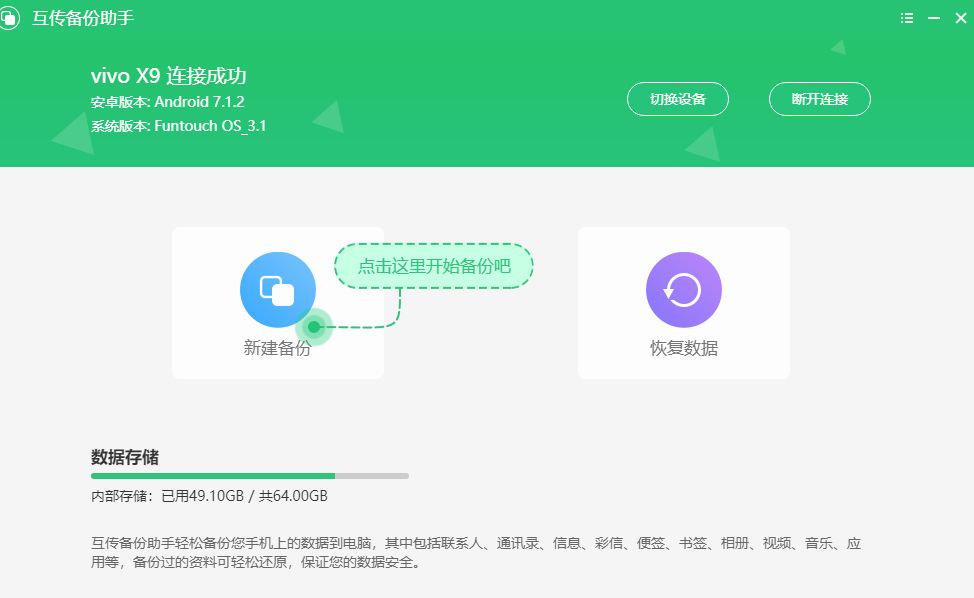 互传备份助手
vivo X9 连接成功
安卓版本: Android 7.1.2
系统版本: Funtouch OS_3.1
切换设备
断开连接
点击这里开始备份吧
新建备份
恢复数据
数据存储
内部存储：已用49.10GB / 共64.00GB
互传备份助手轻松备份您手机上的数据到电脑，其中包括联系人、通讯录、信息、彩信、便签、书签、相册、视频、音乐、应
用等，备份过的资料可轻松还原，保证您的数据安全。